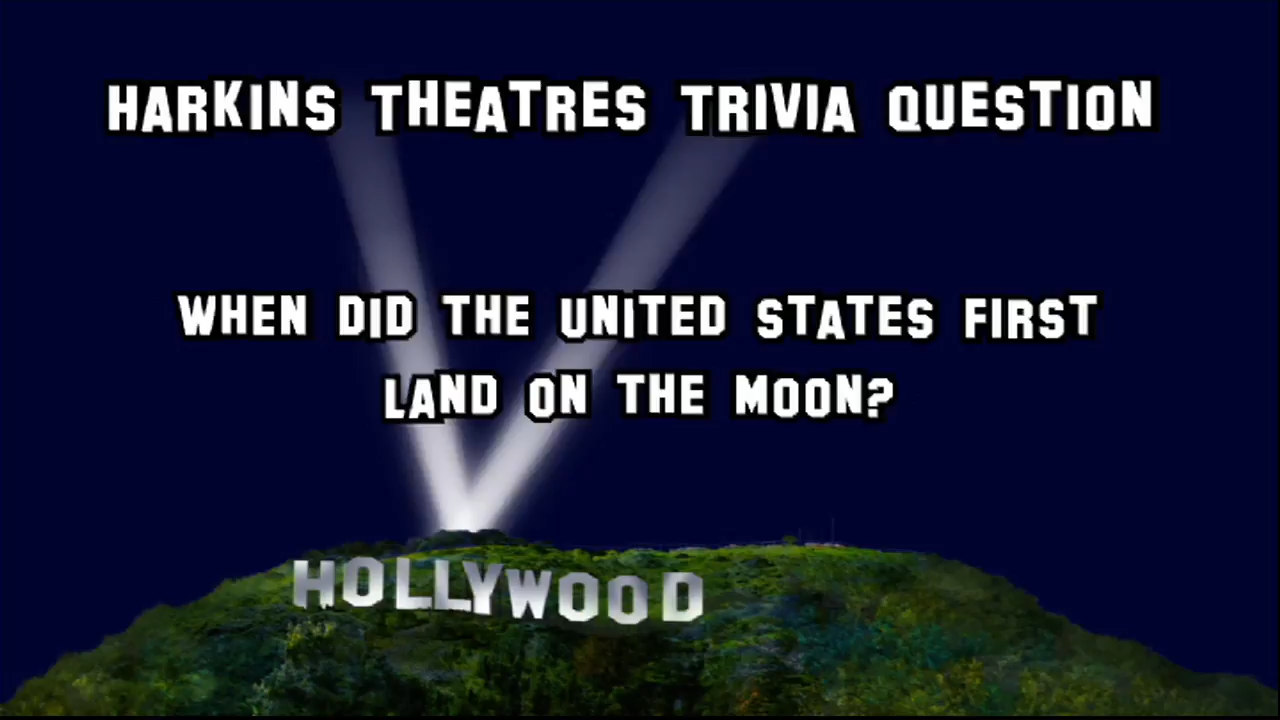 HARKINS THEATRES TRIVIA QUESTION
WHEN DID THE UNITED STATES FIRST
LAND ON THE MOON?
HOLLYWOOD